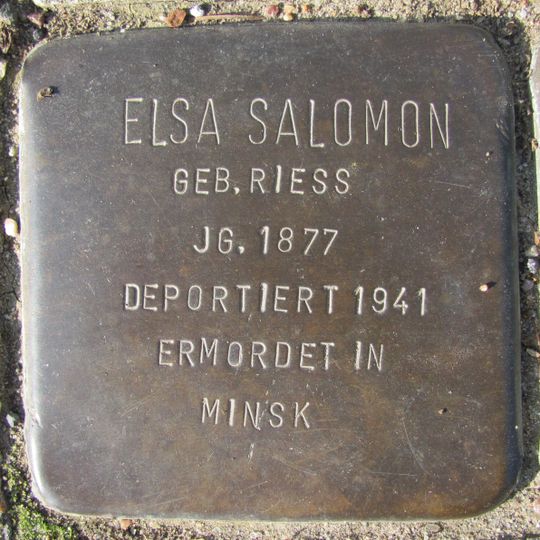 ELSA SALOMON
GEB. RIESS
JG. 1877
DEPORTIERT 1941
ERMORDET IN
MINSK